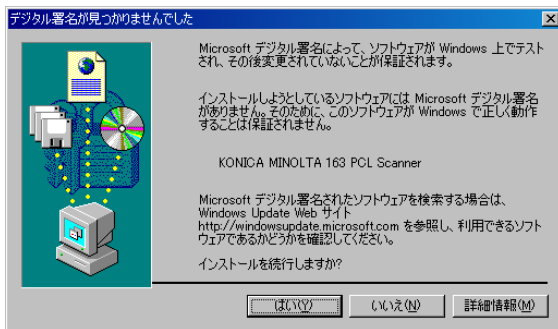 デジタル署名が見つかりませんでした
Microsoft デジタル署名によって、ソフトウェアが Windows 上でテスト
され、その後変更されていないことが保証されます。
インストールしようとしているソフトウェアには Microsoft デジタル署名
がありません。そのために、このソフトウェアが Windows で正しく動作
することは保証されません。
KONICA MINOLTA 163 PCL Scanner
Microsoft デジタル署名されたソフトウェアを検索する場合は、
Windows Update Web サイト
http://windowsupdate.microsoft.com を参照し、利用できるソフト
ウェアであるかどうかを確認してください。
インストールを続行しますか?
はい(Y) いいえ(N) 詳細情報(M)